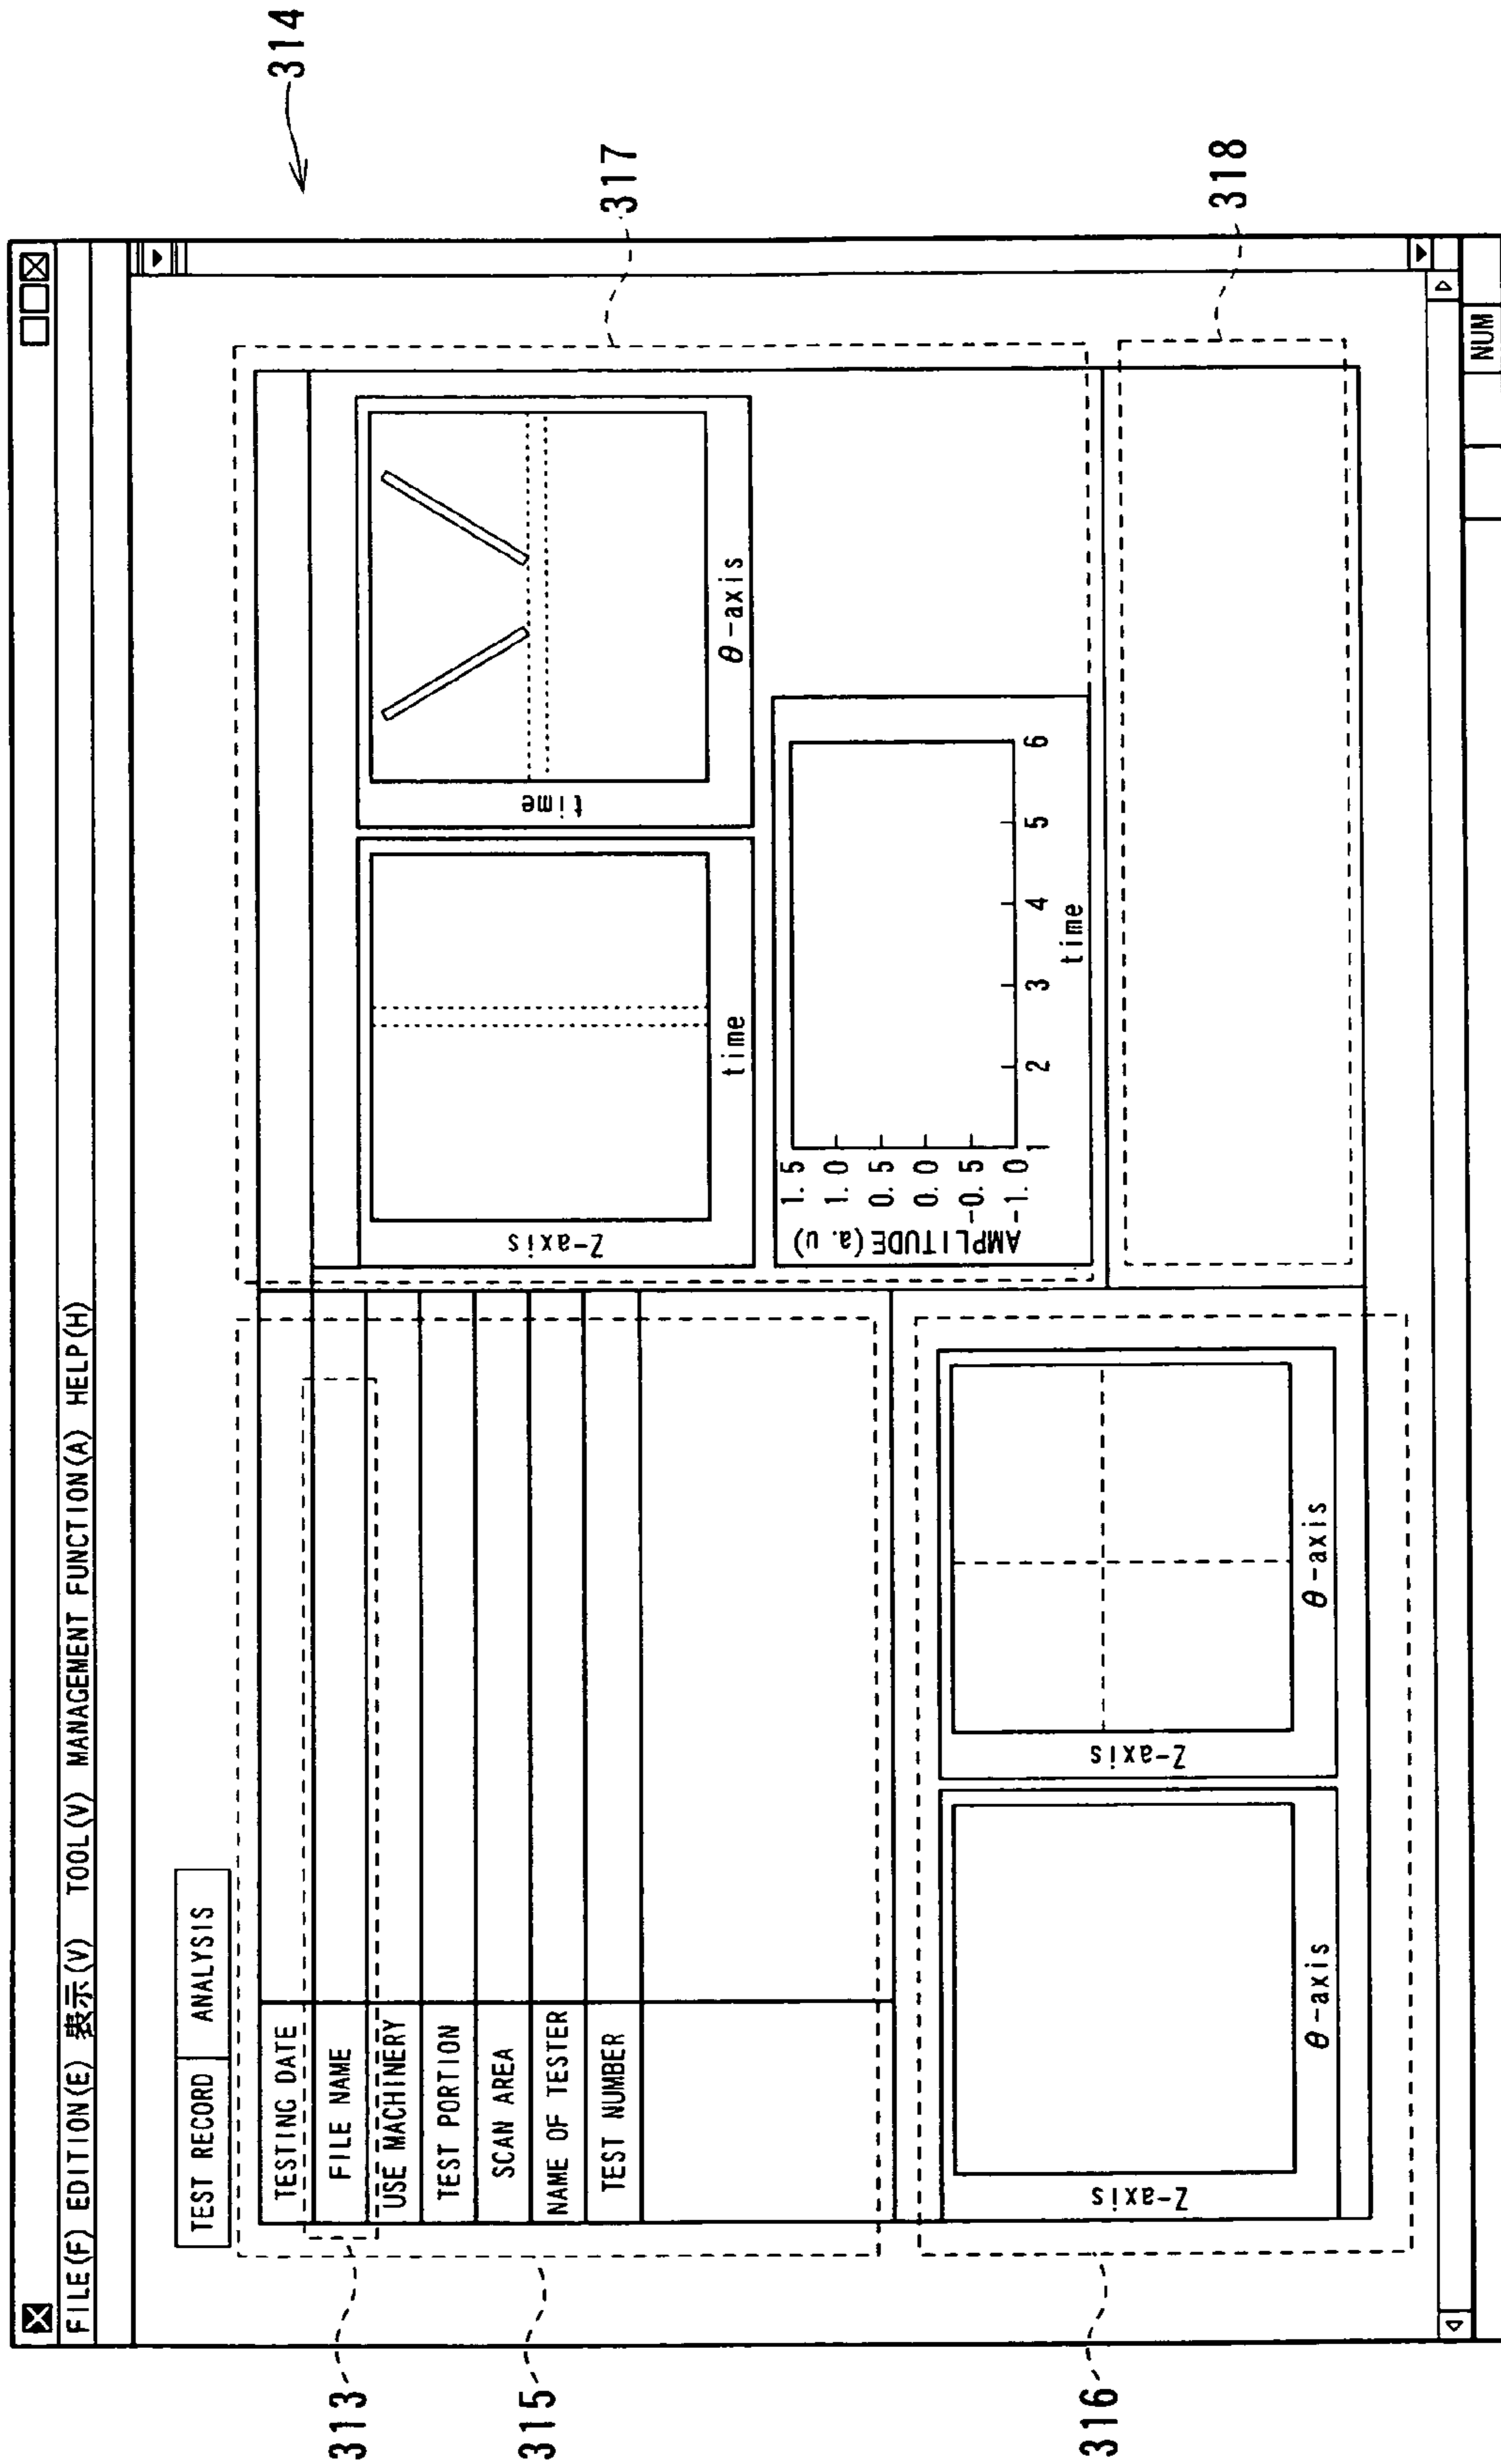 314
FILE(F) EDITION(E) 表示(V) TOOL(V) MANAGEMENT FUNCTION(A) HELP(H)
TEST RECORD ANALYSIS
313
315
TESTING DATE
FILE NAME
USE MACHINERY
TEST PORTION
SCAN AREA
NAME OF TESTER
TEST NUMBER
317
Z-axis
time
time
θ-axis
AMPLITUDE(a.u)
1.5
1.0
0.5
0.0
-0.5
-1.0
1 2 3 4 5 6
time
316
Z-axis
θ-axis
Z-axis
θ-axis
318
NUM